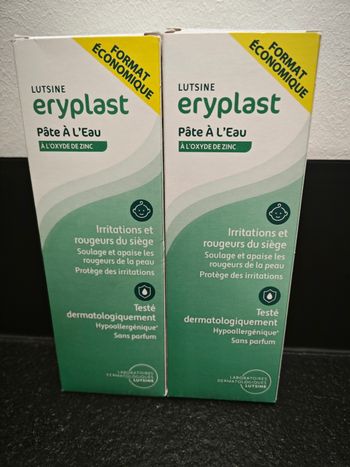 FORMAT
ÉCONOMIQUE
LUTSINE
eryplast
Pâte À L'Eau
À L'OXYDE DE ZINC
Irritations et
rougeurs du siège
Soulage et apaise les
rougeurs de la peau
Protège des irritations
Testé
dermatologiquement
Hypoallergénique*
Sans parfum
LABORATOIRES
DERMATOLOGIQUES
LUTSINE
FORMAT
ÉCONOMIQUE
LUTSINE
eryplast
Pâte À L'Eau
À L'OXYDE DE ZINC
Irritations et
rougeurs du siège
Soulage et apaise les
rougeurs de la peau
Protège des irritations
Testé
dermatologiquement
Hypoallergénique*
Sans parfum
LABORATOIRES
DERMATOLOGIQUES
LUTSINE